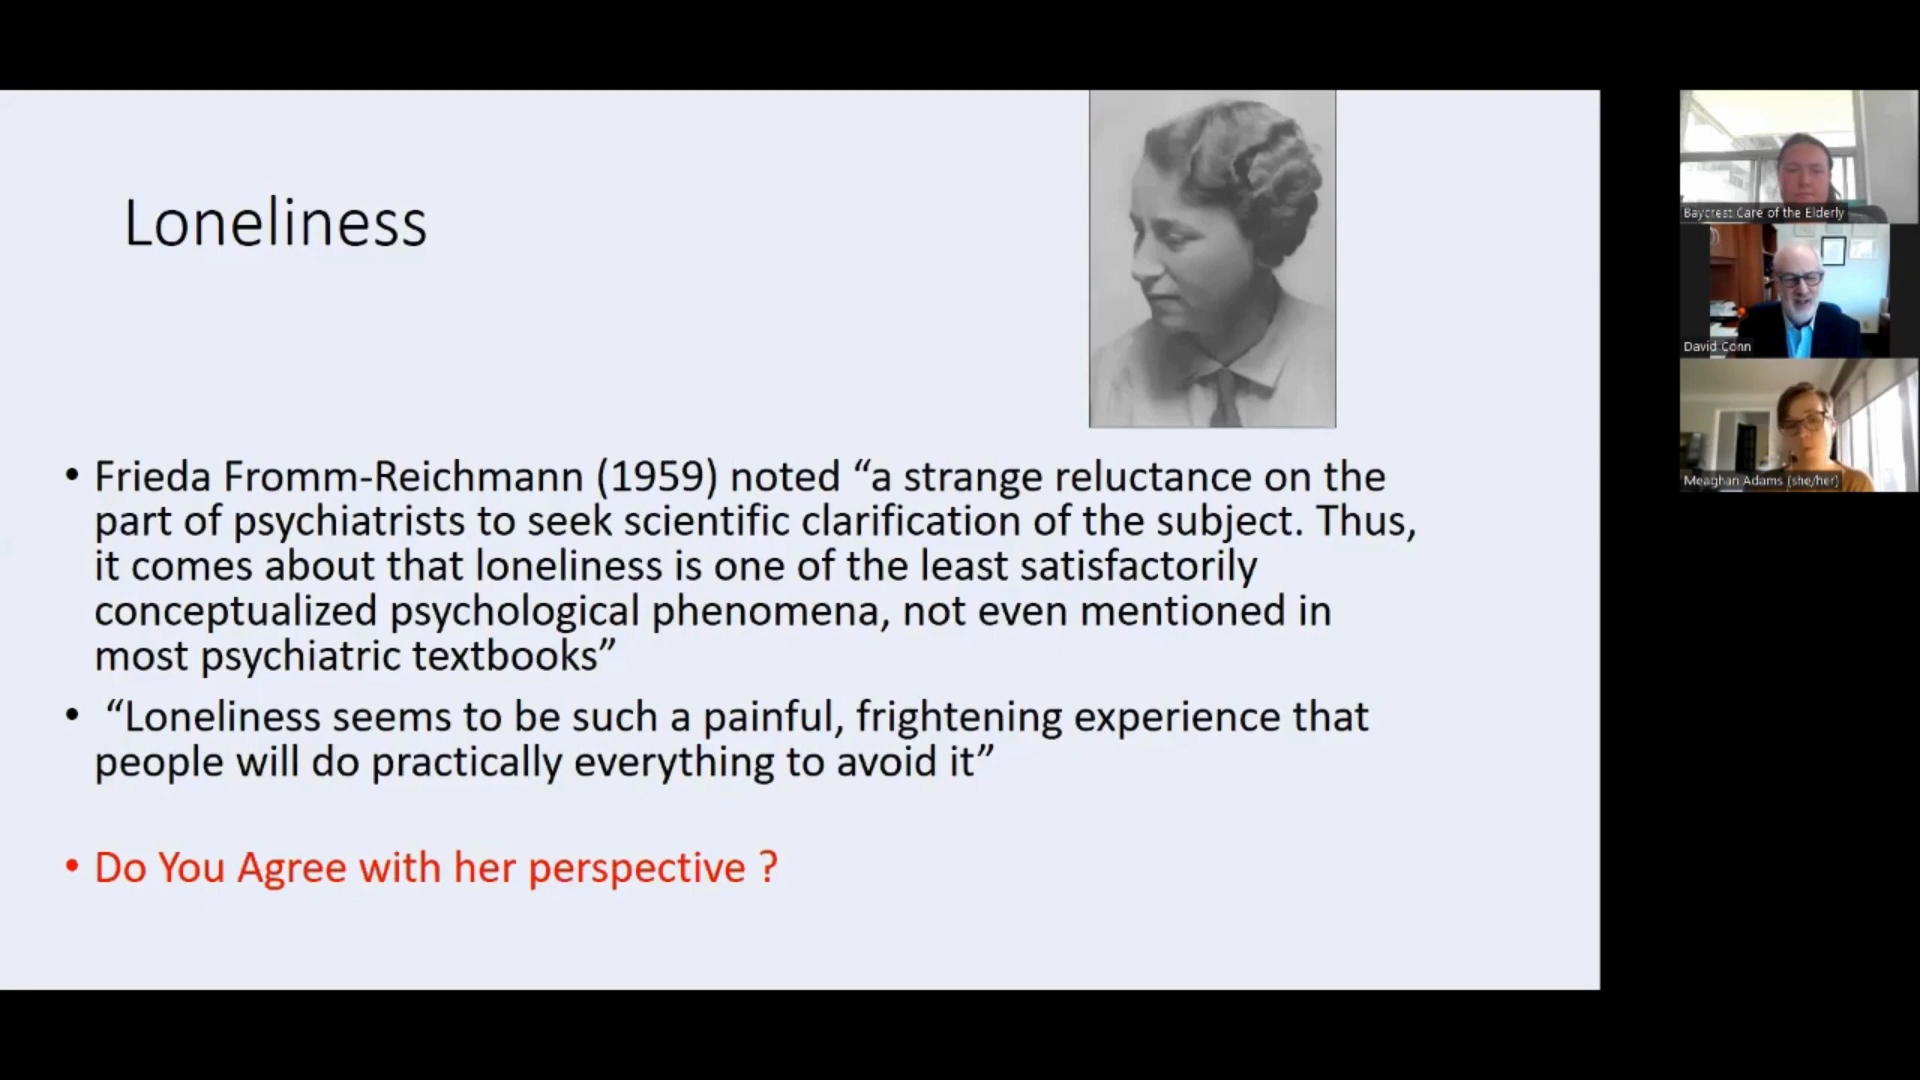 Loneliness
• Frieda Fromm-Reichmann (1959) noted “a strange reluctance on the
part of psychiatrists to seek scientific clarification of the subject. Thus,
it comes about that loneliness is one of the least satisfactorily
conceptualized psychological phenomena, not even mentioned in
most psychiatric textbooks”
• “Loneliness seems to be such a painful, frightening experience that
people will do practically everything to avoid it”
• Do You Agree with her perspective ?
Baycrest Care of the Elderly
David Conn
Meaghan Adams (she/her)